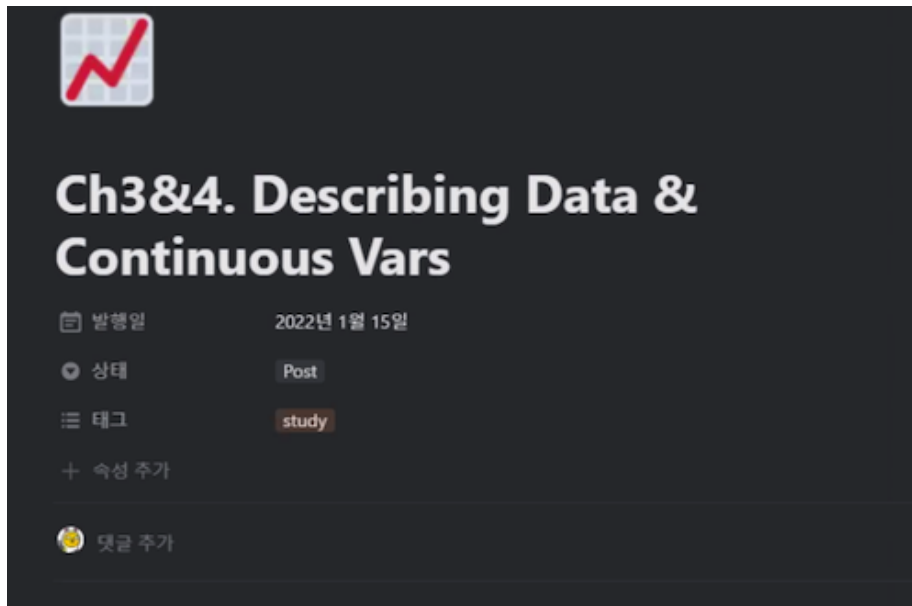 Ch3&4. Describing Data &
Continuous Vars
발행일 2022년 1월 15일
상태 Post
태그 study
속성 추가
댓글 추가